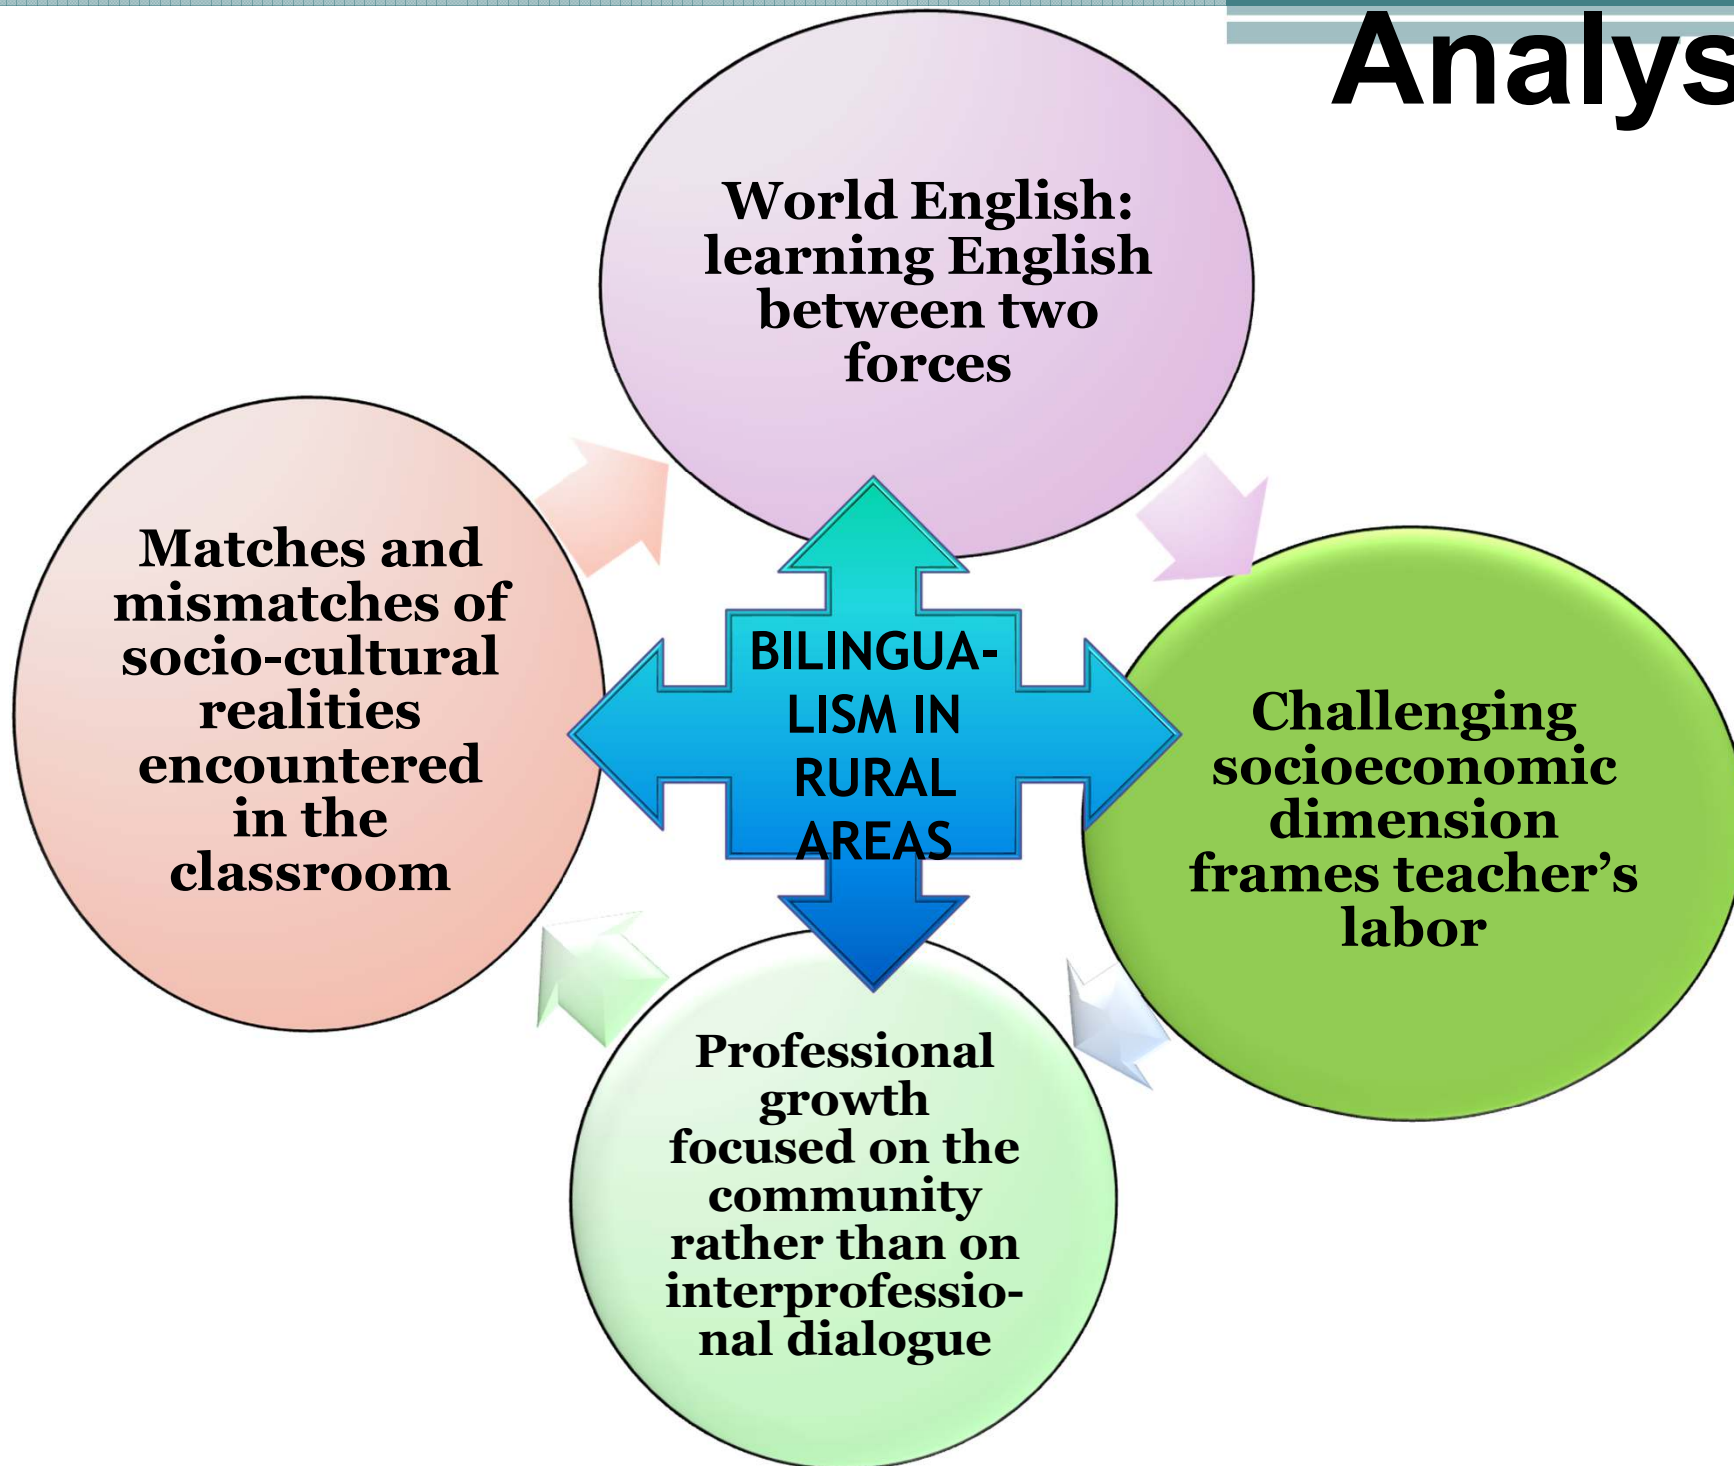 Analys
World English:
learning English
between two
forces
Matches and
mismatches of
socio-cultural
realities
encountered
in the
classroom
BILINGUA-
LISM IN
RURAL
AREAS
Challenging
socioeconomic
dimension
frames teacher’s
labor
Professional
growth
focused on the
community
rather than on
interprofessio-
nal dialogue